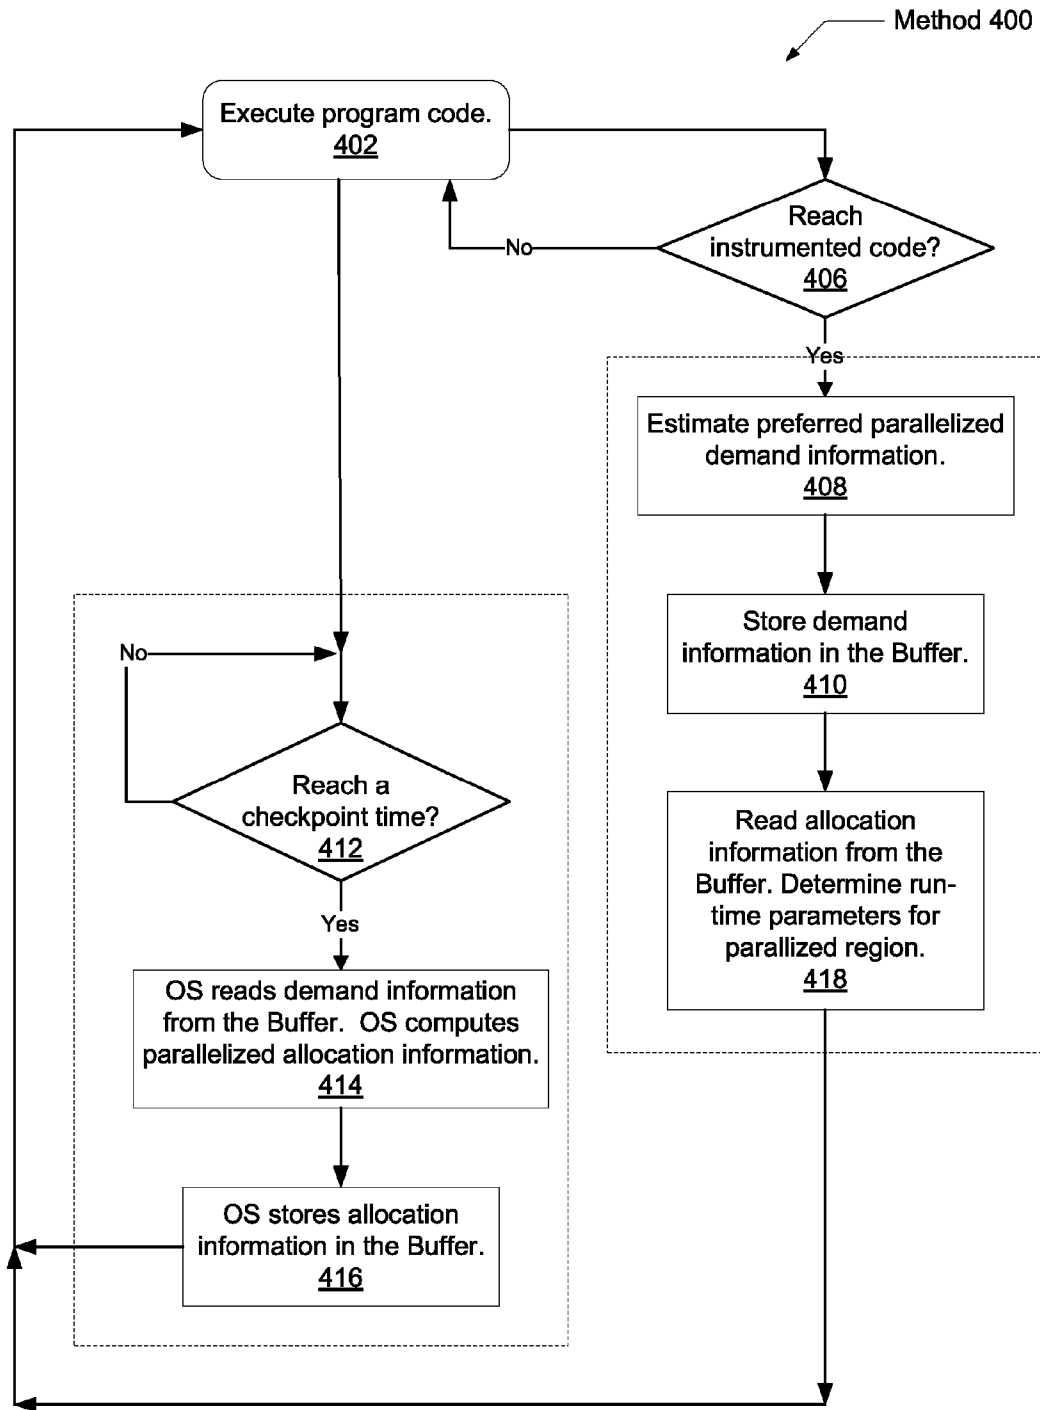 Method 400
Execute program code.
402
Reach
instrumented code?
406
No
Yes
Estimate preferred parallelized
demand information.
408
Store demand
information in the Buffer.
410
Read allocation
information from the
Buffer. Determine run-
time parameters for
parallized region.
418
No
Reach a
checkpoint time?
412
Yes
OS reads demand information
from the Buffer.  OS computes
parallelized allocation information.
414
OS stores allocation
information in the Buffer.
416